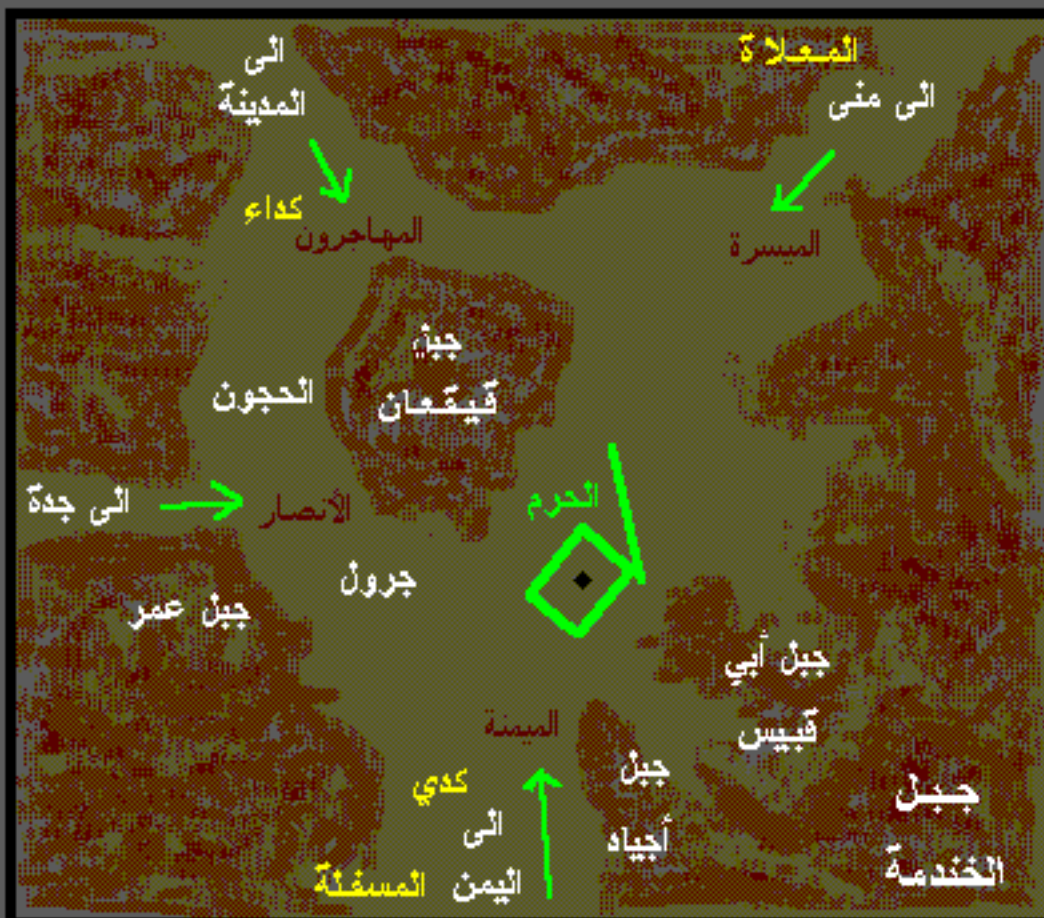 المعلاة
الى
المدينة
الى منى
كداء
المهاجرون
الميسرة
جبل
قيقعان
الحجون
الى جدة
الأنصار
الحرم
جرول
جبل عمر
جبل أبي
قبيس
الميمنة
جبل
أجياد
جبل
الخندمة
كدي
الى
اليمن
المسفلة